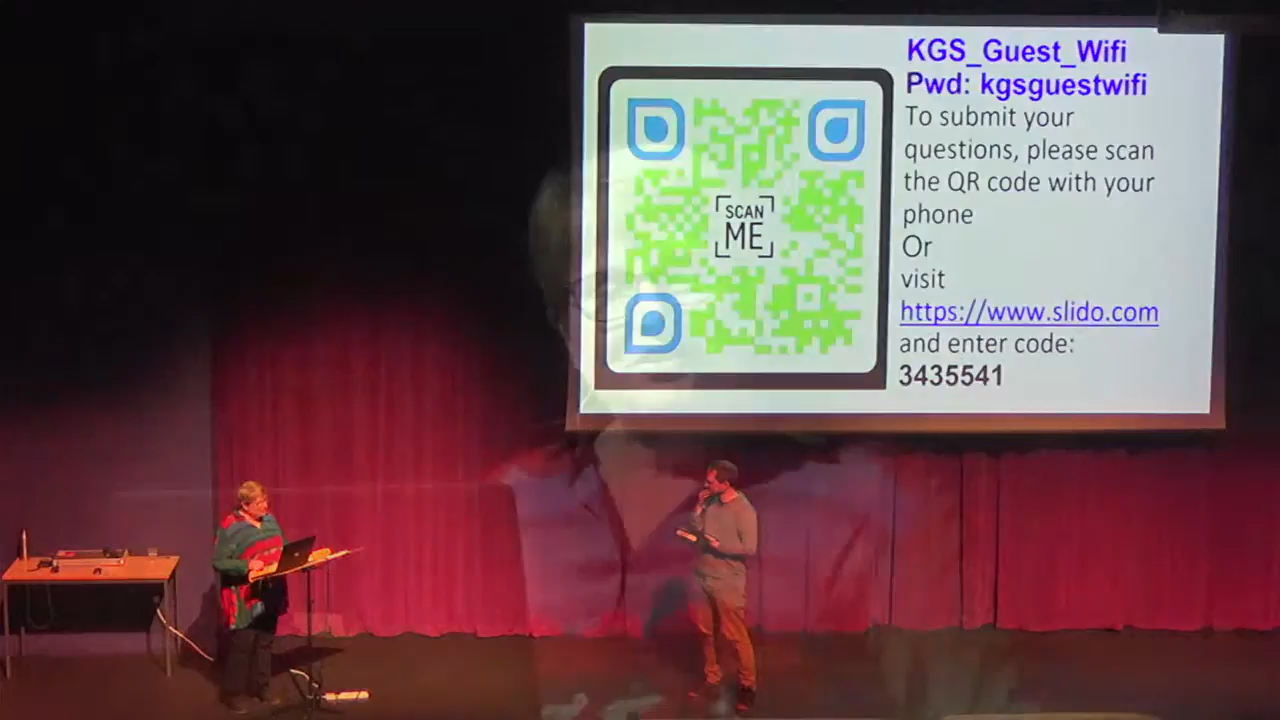 SCAN
ME
KGS_Guest_Wifi
Pwd: kgsguestwifi
To submit your
questions, please scan
the QR code with your
phone
Or
visit
https://www.slido.com
and enter code:
3435541